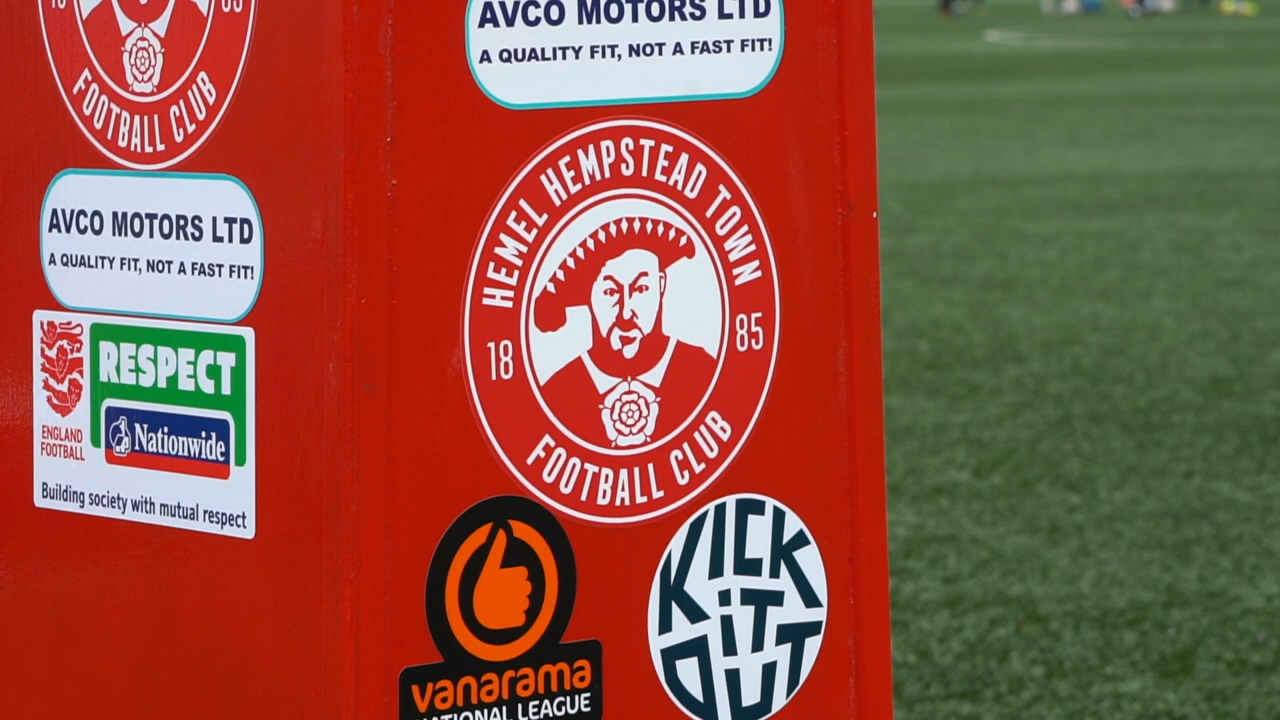 85
FOOTBALL CLUB
AVCO MOTORS LTD
A QUALITY FIT, NOT A FAST FIT!
ENGLAND
FOOTBALL
RESPECT
Nationwide
Building society with mutual respect
AVCO MOTORS LTD
A QUALITY FIT, NOT A FAST FIT!
HEMEL HEMPSTEAD TOWN
18
85
FOOTBALL CLUB
vanarama
NATIONAL LEAGUE
KICK
iT
OUT